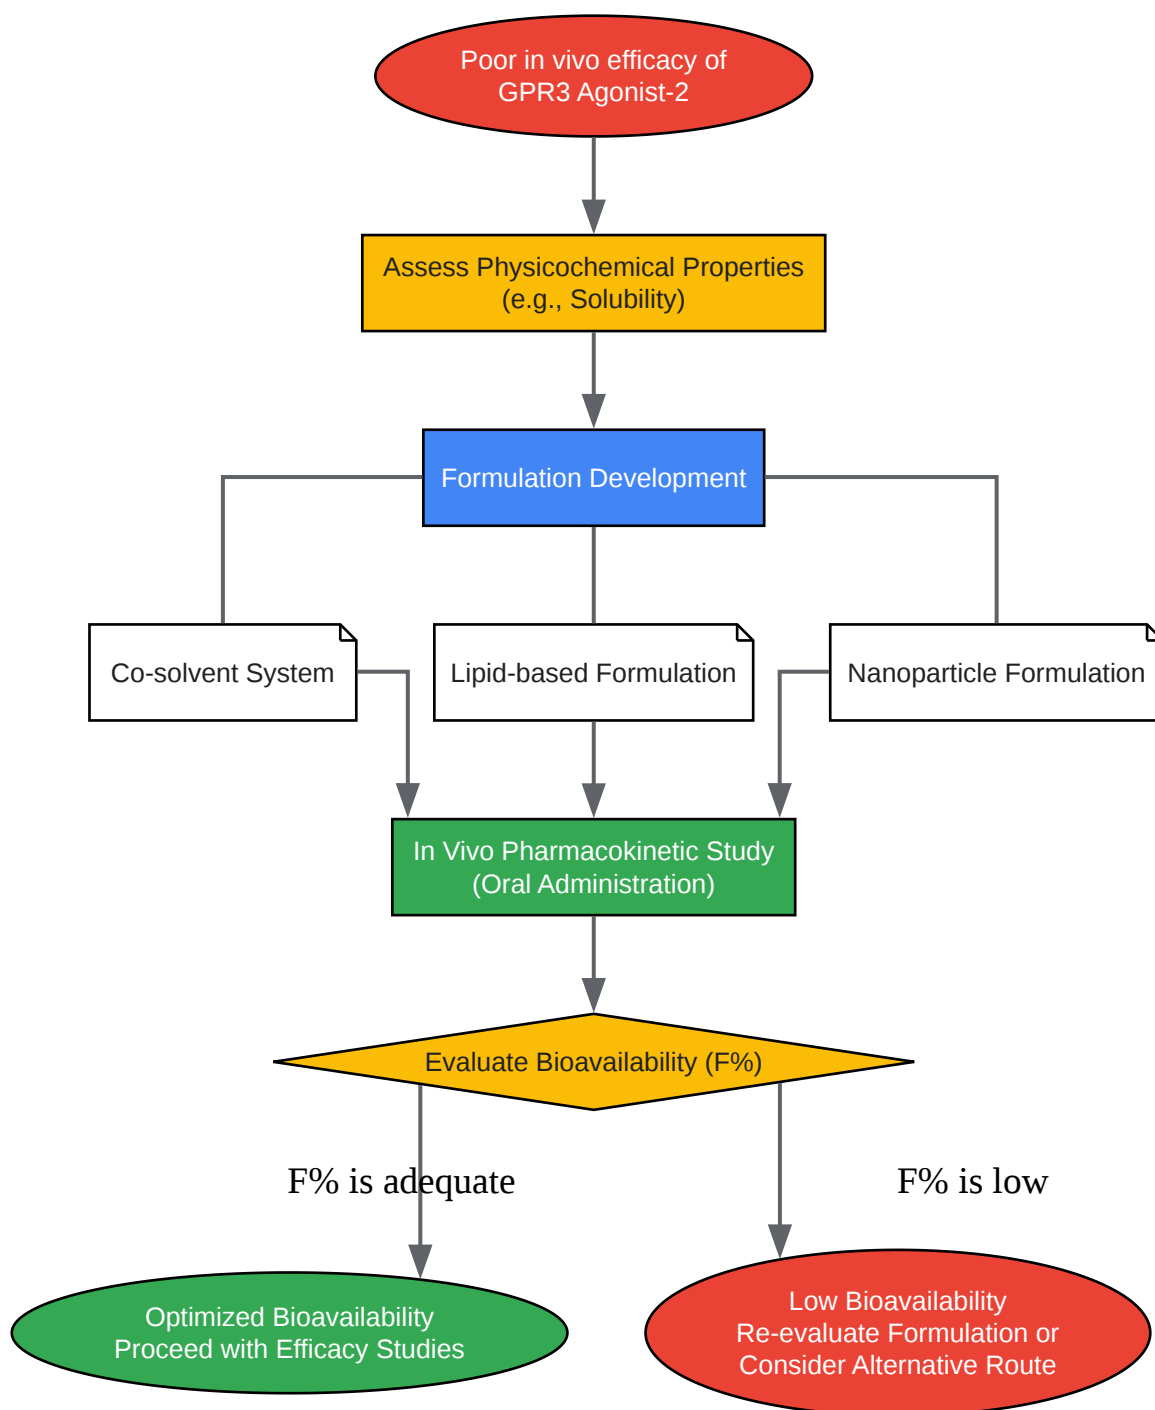 Poor in vivo efficacy of
GPR3 Agonist-2
Assess Physicochemical Properties
(e.g., Solubility)
Formulation Development
Co-solvent System
Lipid-based Formulation
Nanoparticle Formulation
In Vivo Pharmacokinetic Study
(Oral Administration)
Evaluate Bioavailability (F%)
F% is adequate
F% is low
Optimized Bioavailability
Proceed with Efficacy Studies
Low Bioavailability
Re-evaluate Formulation or
Consider Alternative Route